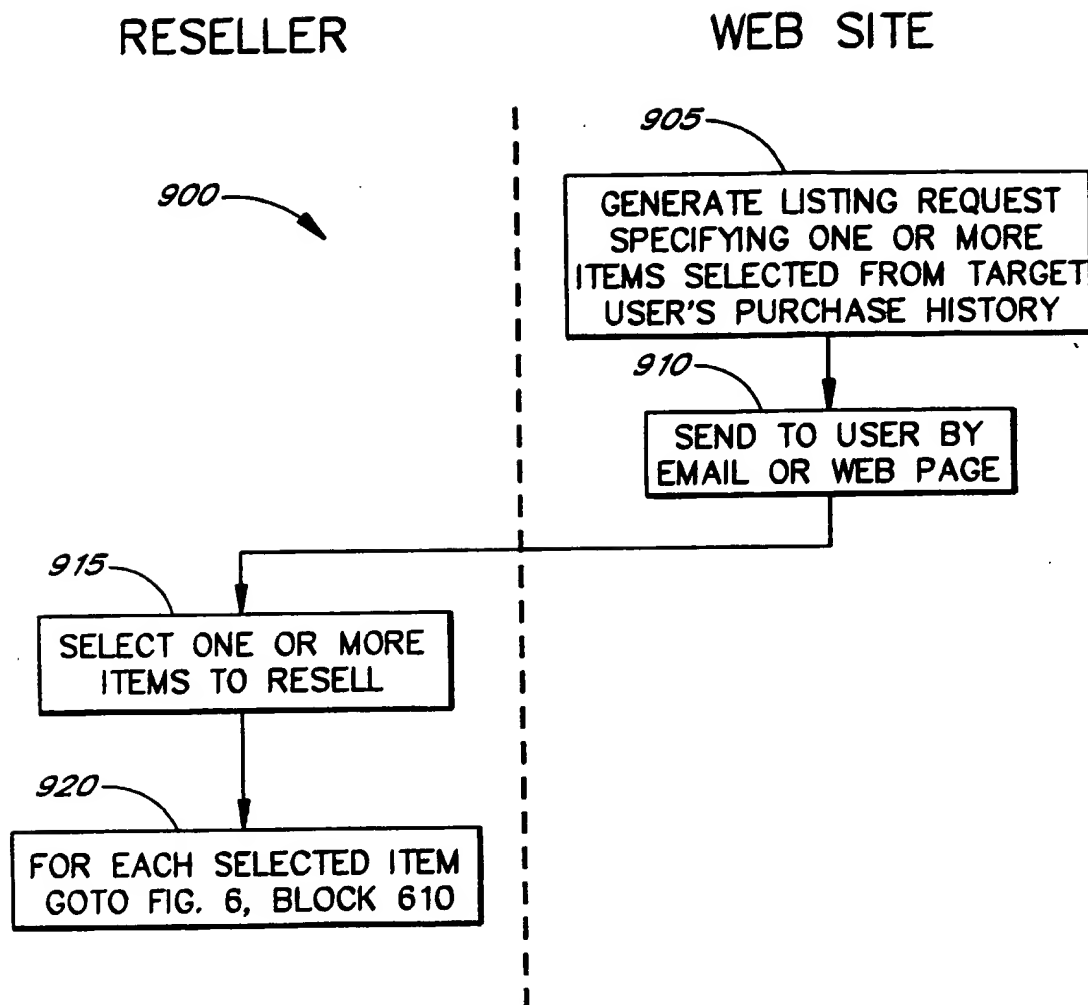 RESELLER
WEB SITE
900
905
GENERATE LISTING REQUEST
SPECIFYING ONE OR MORE
ITEMS SELECTED FROM TARGET
USER'S PURCHASE HISTORY
910
SEND TO USER BY
EMAIL OR WEB PAGE
915
SELECT ONE OR MORE
ITEMS TO RESELL
920
FOR EACH SELECTED ITEM
GOTO FIG. 6, BLOCK 610